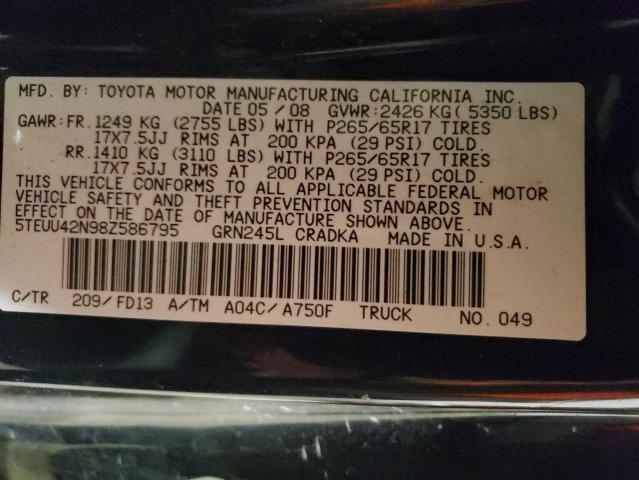 MFD. BY: TOYOTA MOTOR MANUFACTURING CALIFORNIA INC.
DATE 05 / 08 GVWR: 2426 KG ( 5350 LBS)
GAWR: FR. 1249 KG (2755 LBS) WITH P265/65R17 TIRES
17X7.5JJ RIMS AT 200 KPA (29 PSI) COLD.
RR. 1410 KG (3110 LBS) WITH P265/65R17 TIRES
17X7.5JJ RIMS AT 200 KPA (29 PSI) COLD.
THIS VEHICLE CONFORMS TO ALL APPLICABLE FEDERAL MOTOR
VEHICLE SAFETY AND THEFT PREVENTION STANDARDS IN
EFFECT ON THE DATE OF MANUFACTURE SHOWN ABOVE.
5TEUU42N98Z586795 GRN245L CRADKA MADE IN U.S.A.
C/TR 209/FD13 A/TM A04C/A750F TRUCK NO. 049